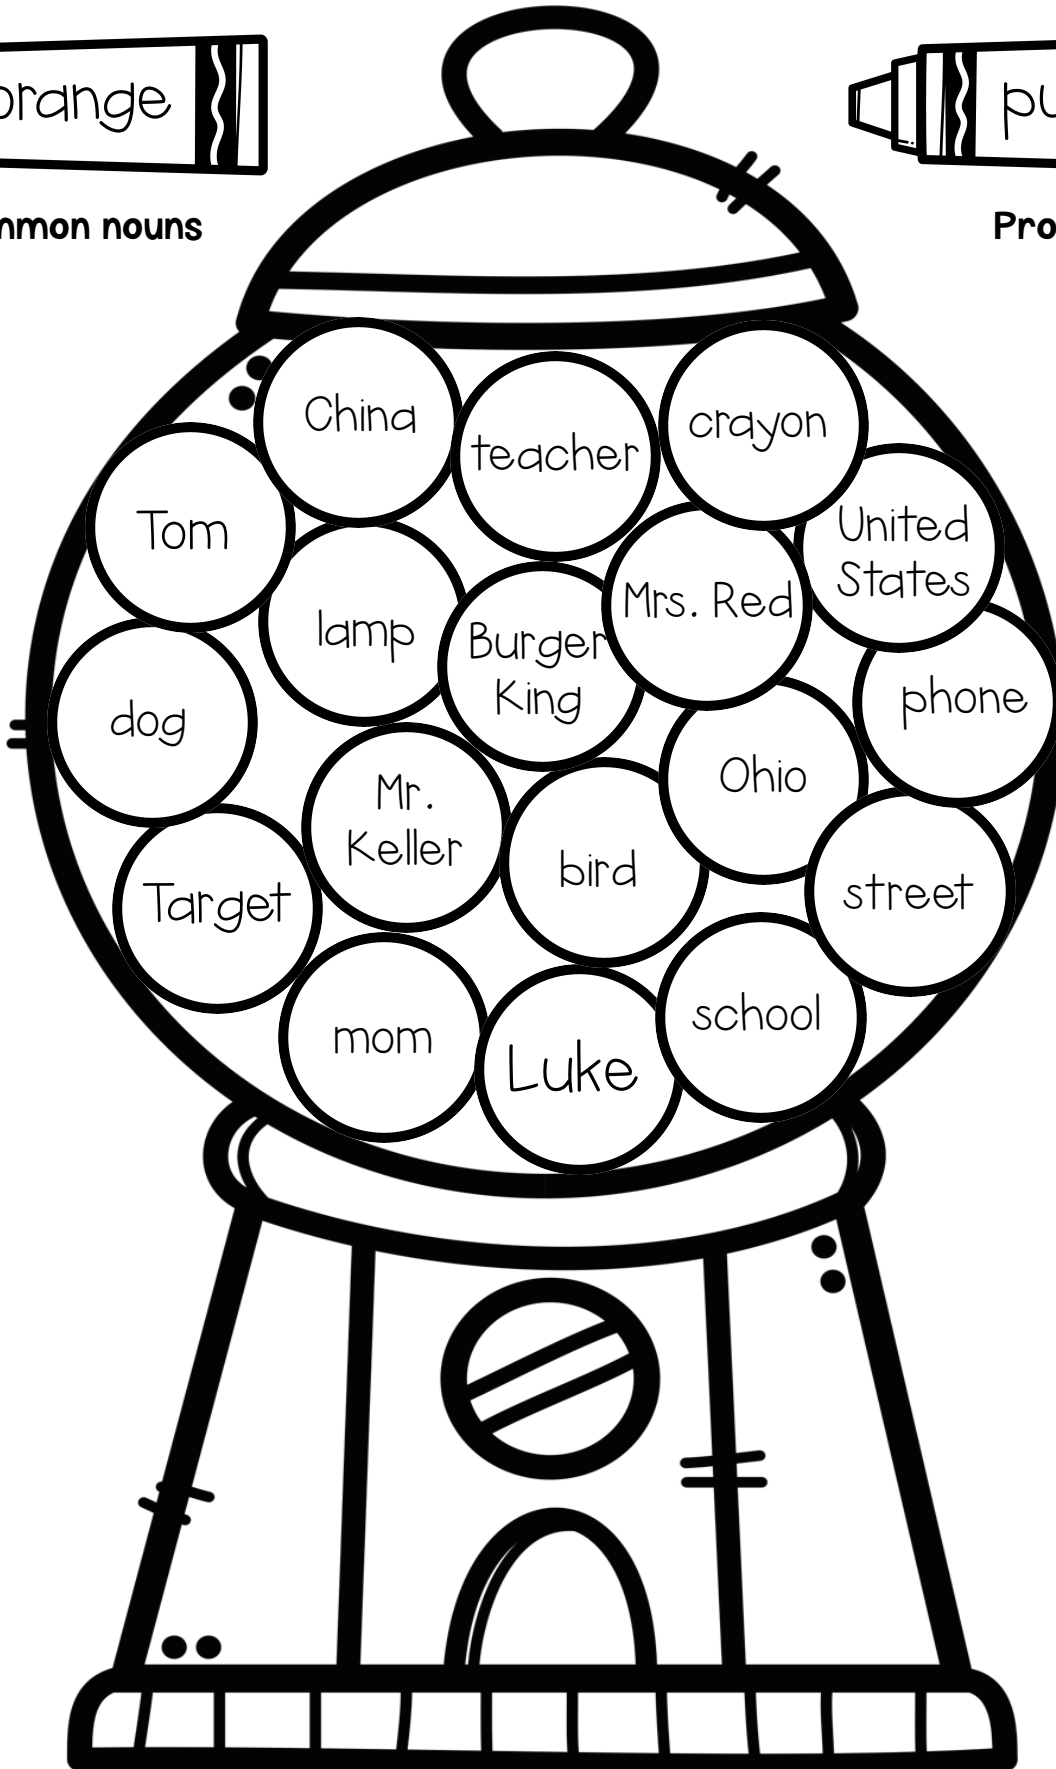 orange
pu
mmon nouns
Pro
China
teacher
crayon
Tom
United
States
lamp
Mrs. Red
Burger
King
dog
phone
Mr.
Keller
Ohio
bird
Target
street
mom
Luke
school